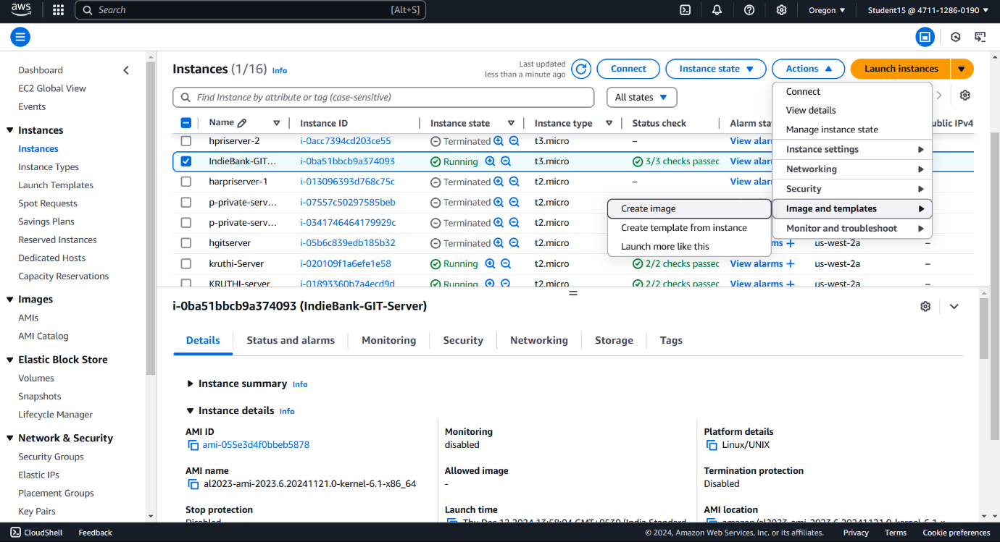 aws
Search [Alt+S]
Oregon ▼ Student15 @ 4711-1286-0190 ▼
Dashboard
EC2 Global View
Events
Instances
Instances
Instance Types
Launch Templates
Spot Requests
Savings Plans
Reserved Instances
Dedicated Hosts
Capacity Reservations
Images
AMIs
AMI Catalog
Elastic Block Store
Volumes
Snapshots
Lifecycle Manager
Network & Security
Security Groups
Elastic IPs
Placement Groups
Key Pairs
Instances (1/16) Info
Last updated
less than a minute ago
Connect Instance state ▼ Actions ▲ Launch instances ▼
Find Instance by attribute or tag (case-sensitive) All states ▼
Name Instance ID Instance state Instance type Status check Alarm sta ublic IPv4
hpriserver-2 i-0acc7394cd203ce55 Terminated t3.micro – View alar
IndieBank-GIT... i-0ba51bbcb9a374093 Running t3.micro 3/3 checks passec View alar
harpriserver-1 i-013096393d768c75c Terminated t2.micro – View alar
p-private-serv... i-07557c50297585beb Terminated t2.micro
p-private-serv... i-0341746464179929c Terminated t2.micro
hgitserver i-05b6c839edb185b32 Terminated t2.micro ms + us-west-2a –
kruthi-Server i-020109f1a6efe1e58 Running t2.micro 2/2 checks passec View alarms + us-west-2a –
KRUTHI-server i-01893360b7a4ecd9d Running t2.micro 2/2 checks passec View alarms + us-west-2a –
Connect
View details
Manage instance state
Instance settings
Networking
Security
Image and templates
Monitor and troubleshoot
Create image
Create template from instance
Launch more like this
i-0ba51bbcb9a374093 (IndieBank-GIT-Server)
Details Status and alarms Monitoring Security Networking Storage Tags
Instance summary Info
Instance details Info
AMI ID
ami-055e3d4f0bbeb5878
Monitoring
disabled
Platform details
Linux/UNIX
AMI name
al2023-ami-2023.6.20241121.0-kernel-6.1-x86_64
Allowed image
-
Termination protection
Disabled
Stop protection
Disabled
Launch time
Thu Dec 12 2024 13:58:04 GMT+0530 (India Standard
AMI location
amazon/al2023-ami-2023.6.20241121.0-kernel-6.1-x
CloudShell Feedback © 2024, Amazon Web Services, Inc. or its affiliates. Privacy Terms Cookie preferences